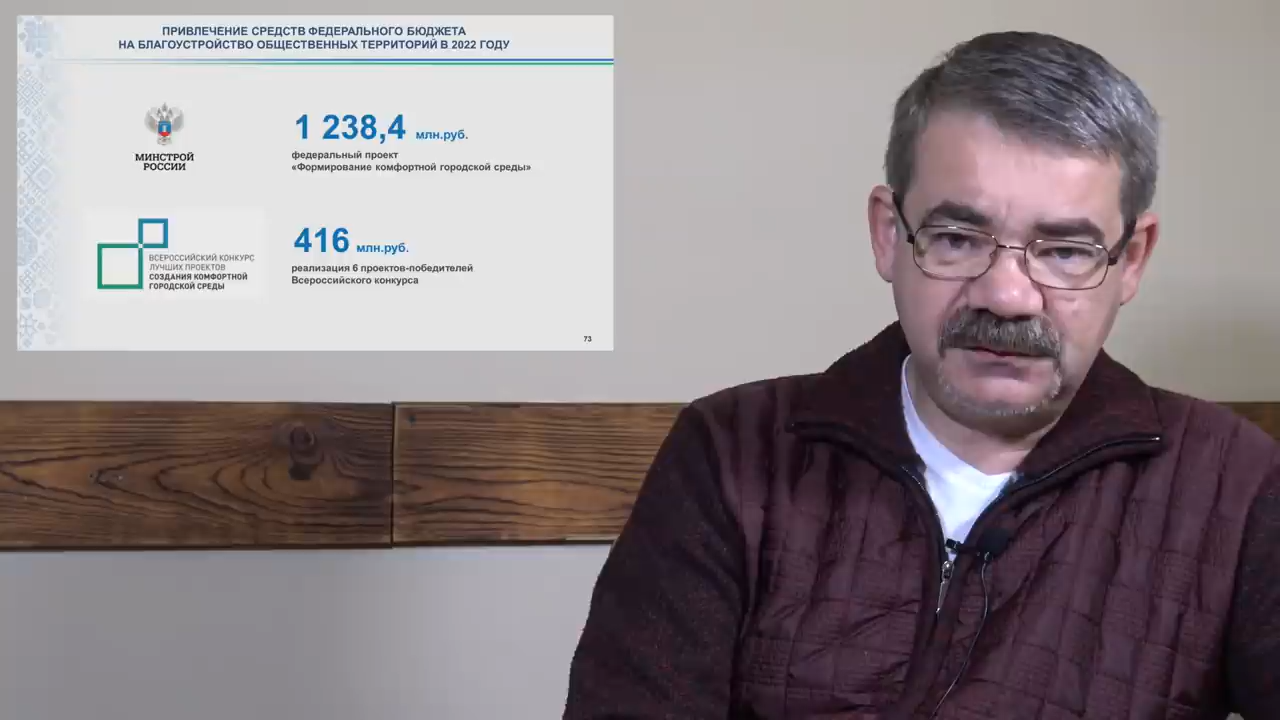 ПРИВЛЕЧЕНИЕ СРЕДСТВ ФЕДЕРАЛЬНОГО БЮДЖЕТА
НА БЛАГОУСТРОЙСТВО ОБЩЕСТВЕННЫХ ТЕРРИТОРИЙ В 2022 ГОДУ
МИНСТРОЙ
РОССИИ
1 238,4 млн.руб.
федеральный проект
«Формирование комфортной городской среды»
ВСЕРОССИЙСКИЙ КОНКУРС
ЛУЧШИХ ПРОЕКТОВ
СОЗДАНИЯ КОМФОРТНОЙ
ГОРОДСКОЙ СРЕДЫ
416 млн.руб.
реализация 6 проектов-победителей
Всероссийского конкурса
73